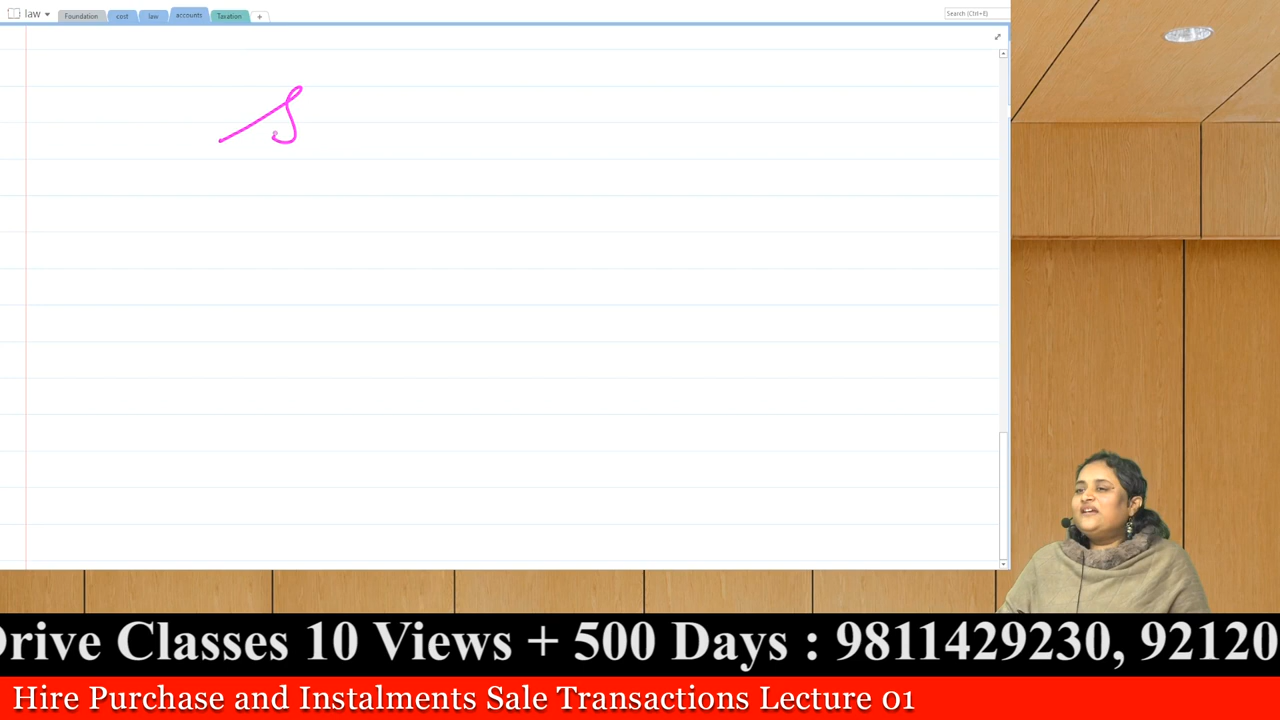 law
Foundation
cost
law
accounts
Taxation
+
Search (Ctrl+E)
S
Drive Classes 10 Views + 500 Days : 9811429230, 92120
Hire Purchase and Instalments Sale Transactions Lecture 01